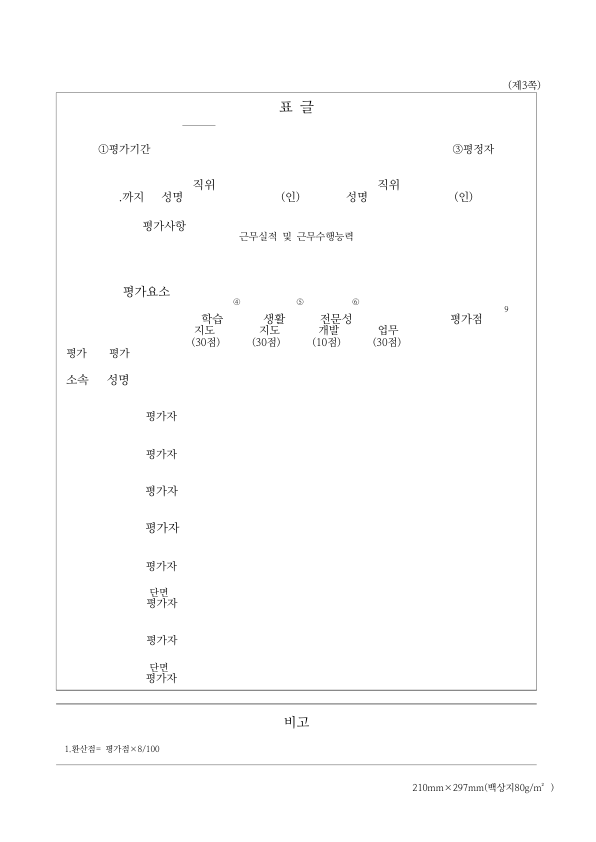 (제3쪽)
표 글
①평가기간 ③평정자
직위 직위
.까지 성명 (인) 성명 (인)
평가사항
근무실적 및 근무수행능력
평가요소
④ ⑤ ⑥
9
학습 생활 전문성 평가점
지도 지도 개발 업무
(30점) (30점) (10점) (30점)
평가 평가
소속 성명
평가자
평가자
평가자
평가자
평가자
단면
평가자
평가자
단면
평가자
비고
1.환산점= 평가점×8/100
210mm×297mm(백상지80g/㎡ )